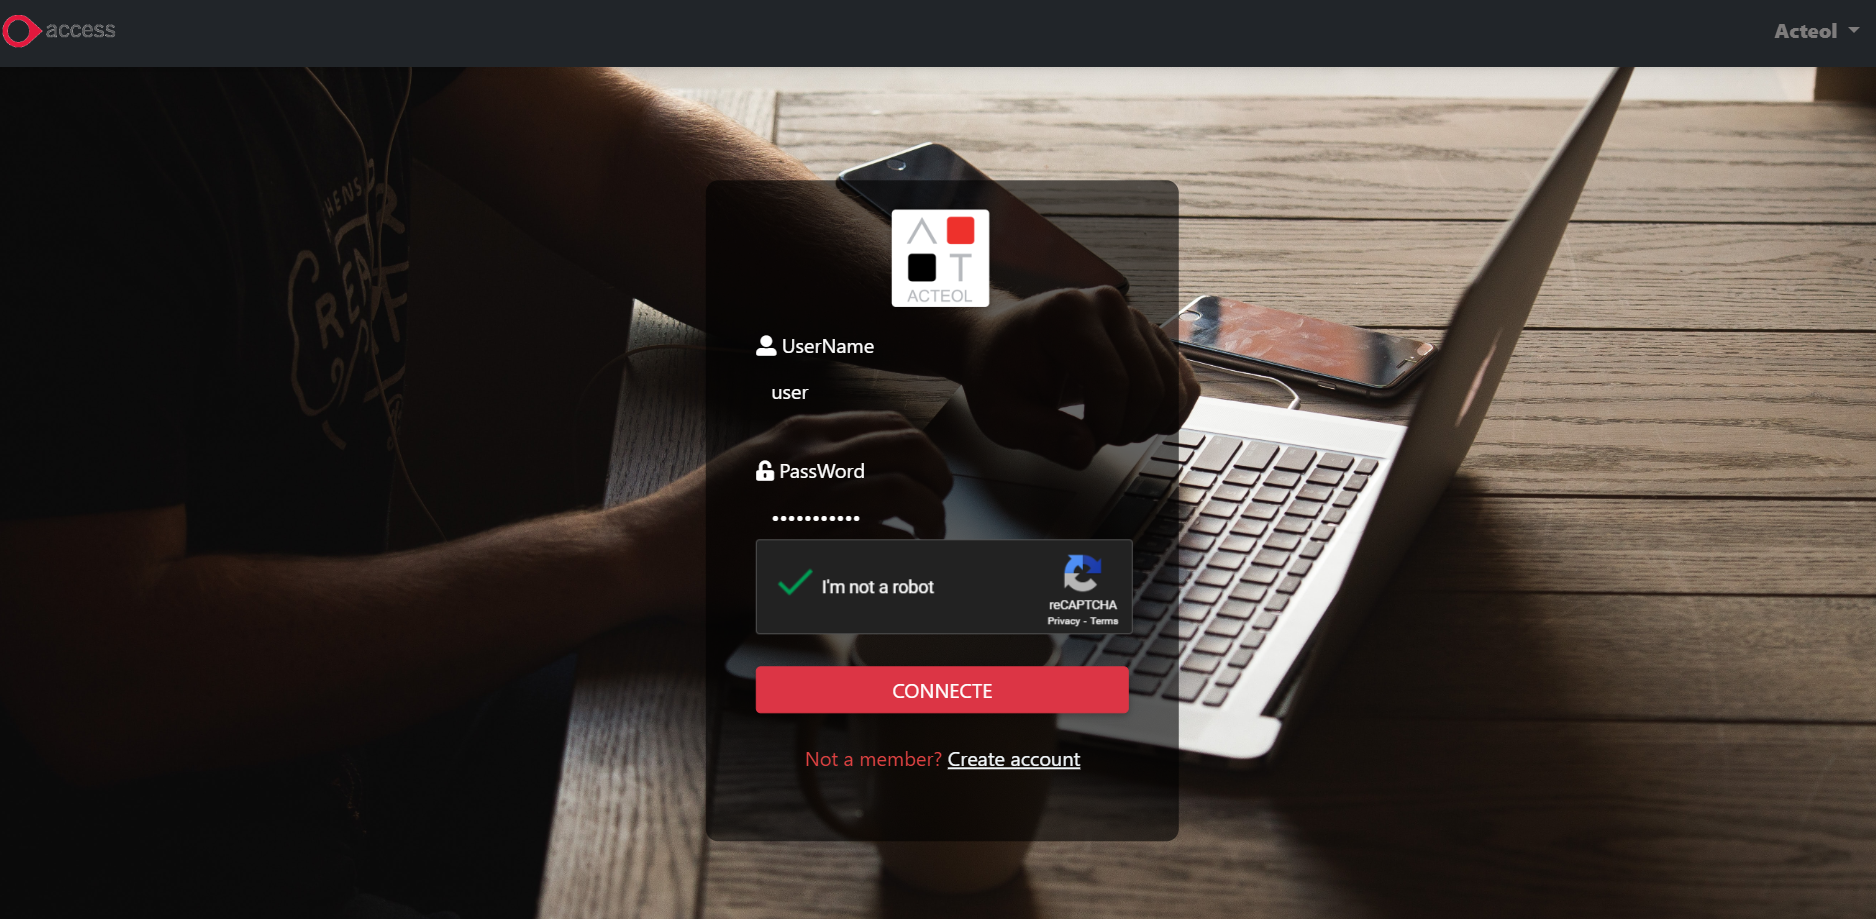 access
Acteol
ACTEOL
UserName
user
PassWord
I'm not a robot
reCAPTCHA
Privacy - Terms
CONNECTE
Not a member? Create account